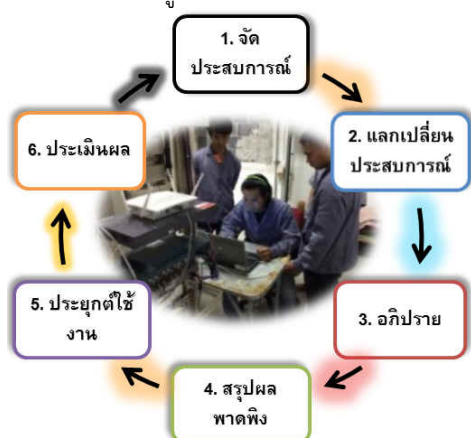 1. จัด
ประสบการณ์
2. แลกเปลี่ยน
ประสบการณ์
3. อภิปราย
4. สรุปผล
พาดพิง
5. ประยุกต์ใช้
งาน
6. ประเมินผล